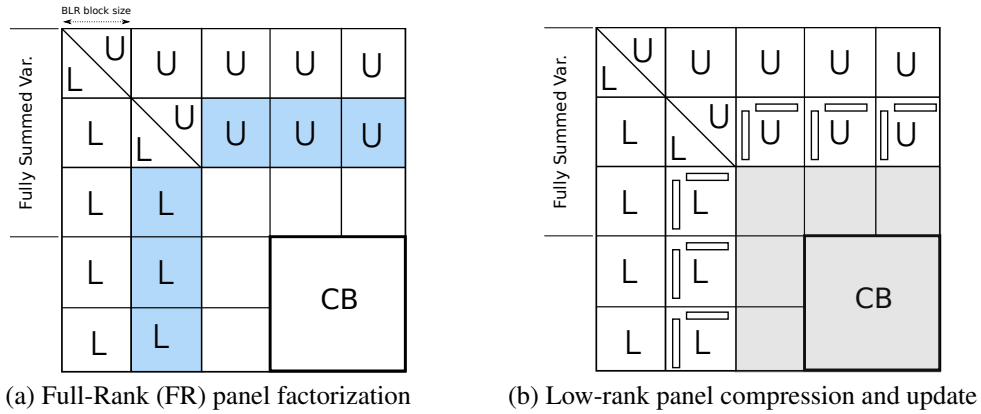 BLR block size
Fully Summed Var.
U U U U U
L
L U U U U
L
L L
L L
CB
L L
(a) Full-Rank (FR) panel factorization
Fully Summed Var.
U U U U U
L
L U U U U
L
L L
L L
CB
L L
(b) Low-rank panel compression and update